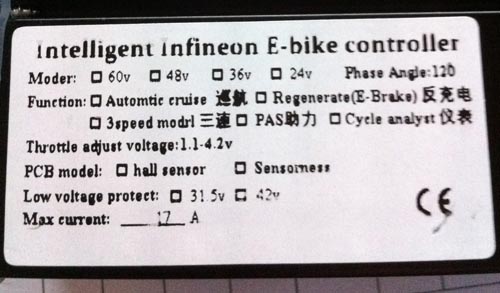 Intelligent Infineon E-bike controller
Moder: ☐ 60v ☐ 48v ☐ 36v ☐ 24v Phase Angle:120
Function: ☐ Automtic cruise 巡航 ☐ Regenerate(E-Brake) 反充电
☐ 3speed modrl 三速 ☐ PAS助力 ☐ Cycle analyst 仪表
Throttle adjust voltage:1.1-4.2v
PCB model: ☐ hall sensor ☐ Sensorness
Low voltage protect: ☐ 31.5v ☐ 42v
Max current: 17 A CE